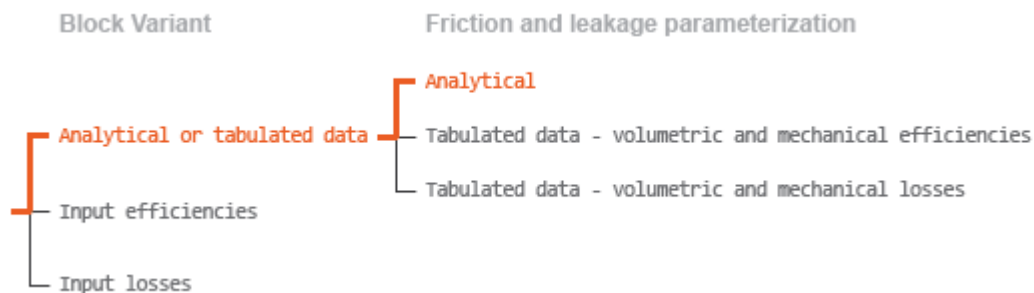 Block Variant
Friction and leakage parameterization
Analytical
Analytical or tabulated data
Tabulated data - volumetric and mechanical efficiencies
Tabulated data - volumetric and mechanical losses
Input efficiencies
Input losses